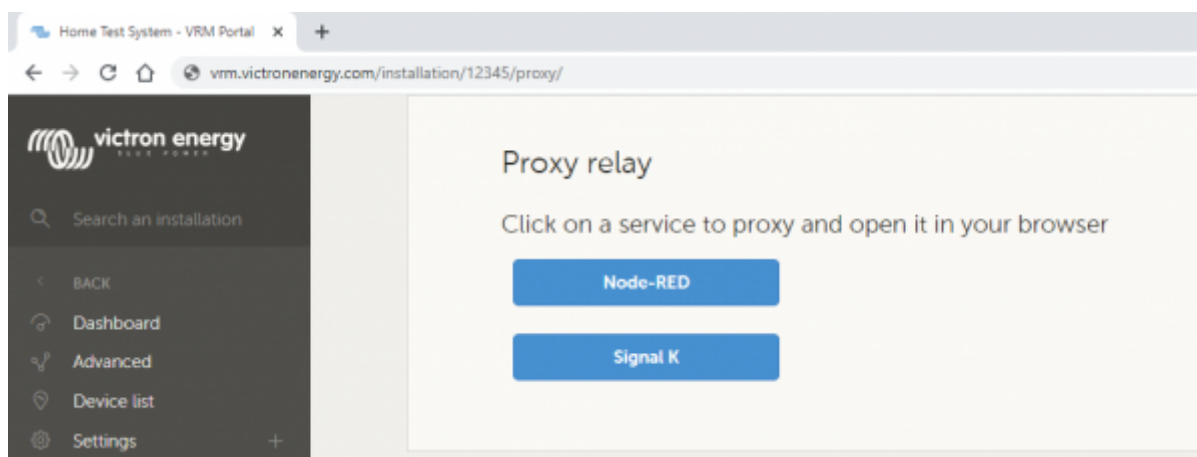 Home Test System - VRM Portal
vrm.victronenergy.com/installation/12345/proxy/
victron energy
BLUE POWER
Search an installation
BACK
Dashboard
Advanced
Device list
Settings
Proxy relay
Click on a service to proxy and open it in your browser
Node-RED
Signal K